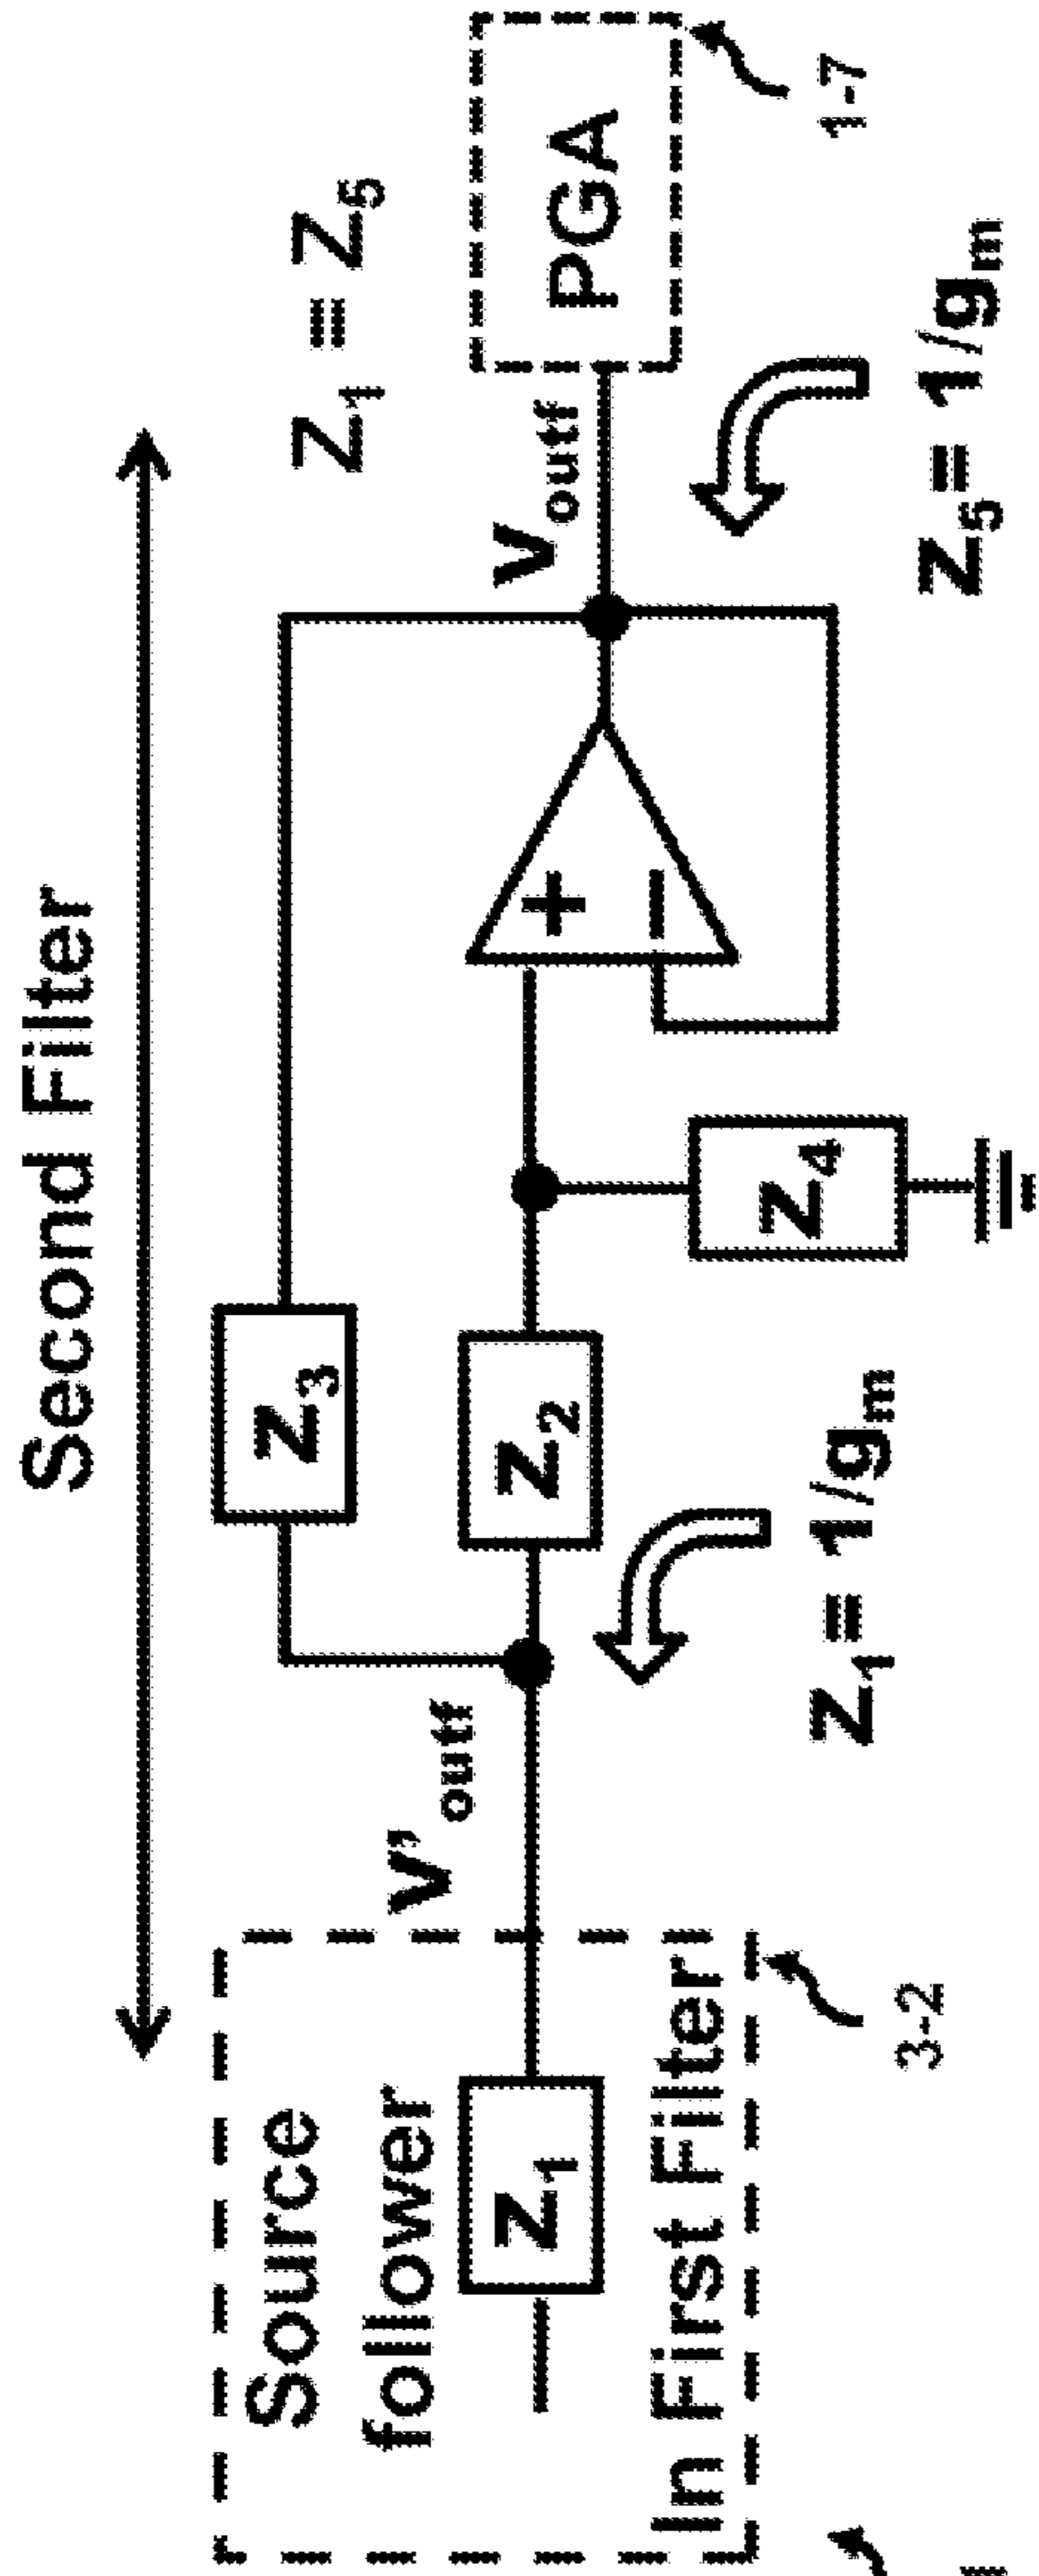 Second Filter
Z1 = Z5
Source
follower
Z1
In First Filter
3-2
V'outf
Z3
Z2
Z1 = 1/gm
Z4
+
−
Voutf
Z5 = 1/gm
PGA
1-7